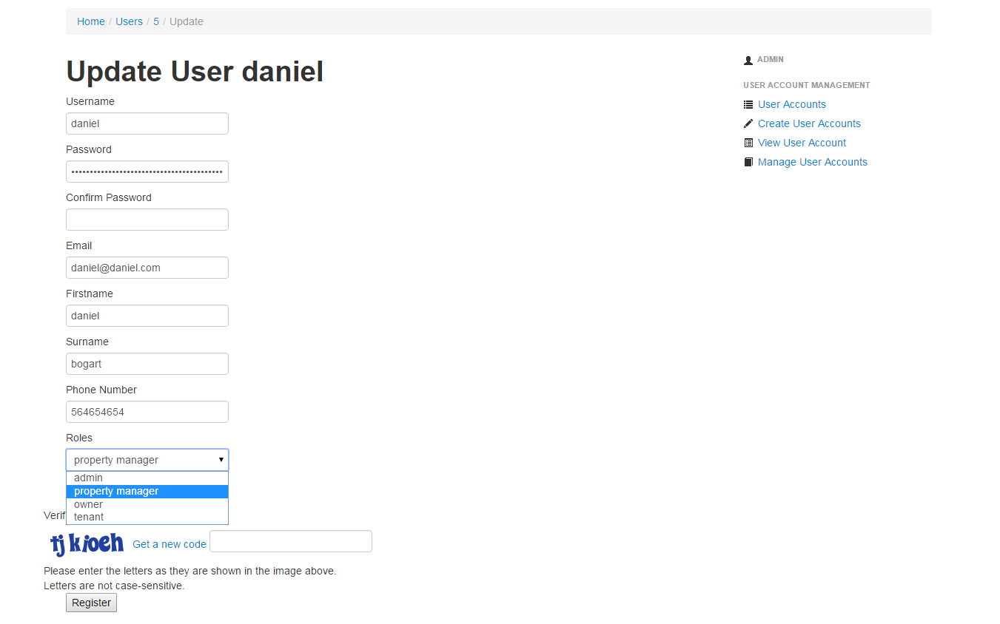 Home / Users / 5 / Update
Update User daniel
Username
daniel
Password
••••••••••••••••••••••••••••••••••••••••
Confirm Password
Email
daniel@daniel.com
Firstname
daniel
Surname
bogart
Phone Number
564654654
Roles
property manager
admin
property manager
owner
tenant
Verif
tj kioeh Get a new code
Please enter the letters as they are shown in the image above.
Letters are not case-sensitive.
Register
ADMIN
USER ACCOUNT MANAGEMENT
User Accounts
Create User Accounts
View User Account
Manage User Accounts